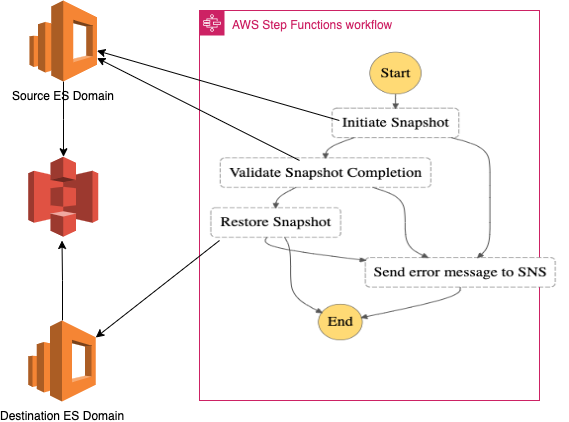 AWS Step Functions workflow
Start
Source ES Domain
Initiate Snapshot
Validate Snapshot Completion
Restore Snapshot
Send error message to SNS
End
Destination ES Domain